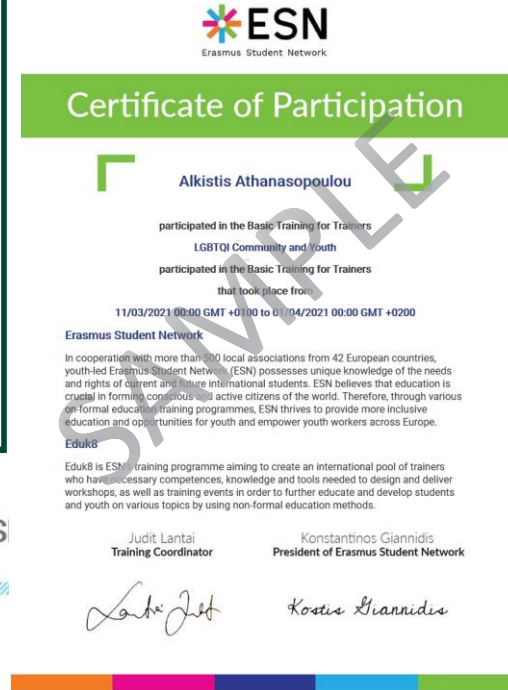 ESN
Erasmus Student Network
Certificate of Participation
Alkistis Athanasopoulou
participated in the Basic Training for Trainers
LGBTQI Community and Youth
participated in the Basic Training for Trainers
that took place from
11/03/2021 00:00 GMT +0100 to 01/04/2021 00:00 GMT +0200
Erasmus Student Network
In cooperation with more than 500 local associations from 42 European countries,
youth-led Erasmus Student Network (ESN) possesses unique knowledge of the needs
and rights of current and future international students. ESN believes that education is
crucial in forming conscious and active citizens of the world. Therefore, through various
on-formal education training programmes, ESN thrives to provide more inclusive
education and opportunities for youth and empower youth workers across Europe.
Eduk8
Eduk8 is ESN's training programme aiming to create an international pool of trainers
who have necessary competences, knowledge and tools needed to design and deliver
workshops, as well as training events in order to further educate and develop students
and youth on various topics by using non-formal education methods.
SAMPLE
S
Judit Lantai
Training Coordinator
Konstantinos Giannidis
President of Erasmus Student Network
Lantai Judit
Kostis Giannidis